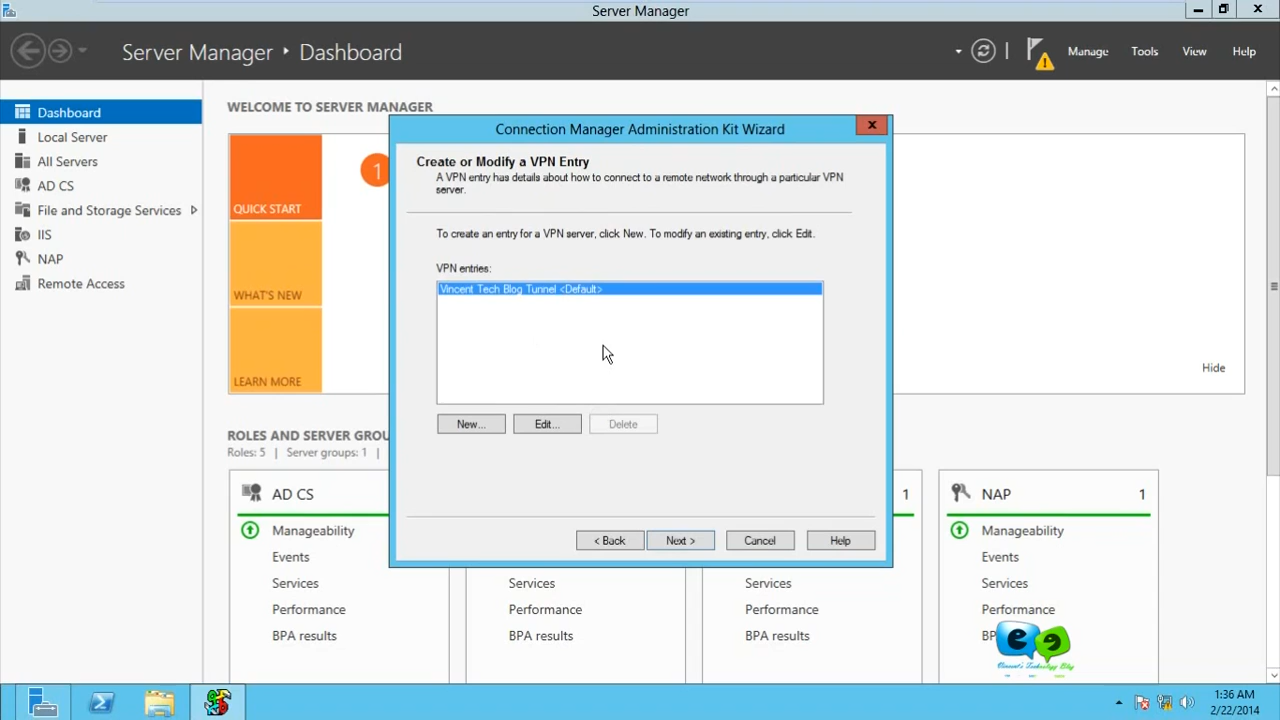 Server Manager
Server Manager ‣ Dashboard
Manage
Tools
View
Help
Dashboard
Local Server
All Servers
AD CS
File and Storage Services
IIS
NAP
Remote Access
WELCOME TO SERVER MANAGER
QUICK START
WHAT'S NEW
LEARN MORE
1
Hide
Connection Manager Administration Kit Wizard
Create or Modify a VPN Entry
A VPN entry has details about how to connect to a remote network through a particular VPN
server.
To create an entry for a VPN server, click New. To modify an existing entry, click Edit.
VPN entries:
Vincent Tech Blog Tunnel <Default>
New...
Edit...
Delete
< Back
Next >
Cancel
Help
ROLES AND SERVER GROU
Roles: 5 | Server groups: 1 |
AD CS
Manageability
Events
Services
Performance
BPA results
Services
Performance
BPA results
1
Services
Performance
BPA results
NAP
1
Manageability
Events
Services
Performance
BP
Vincent's Technology Blog
1:36 AM
2/22/2014